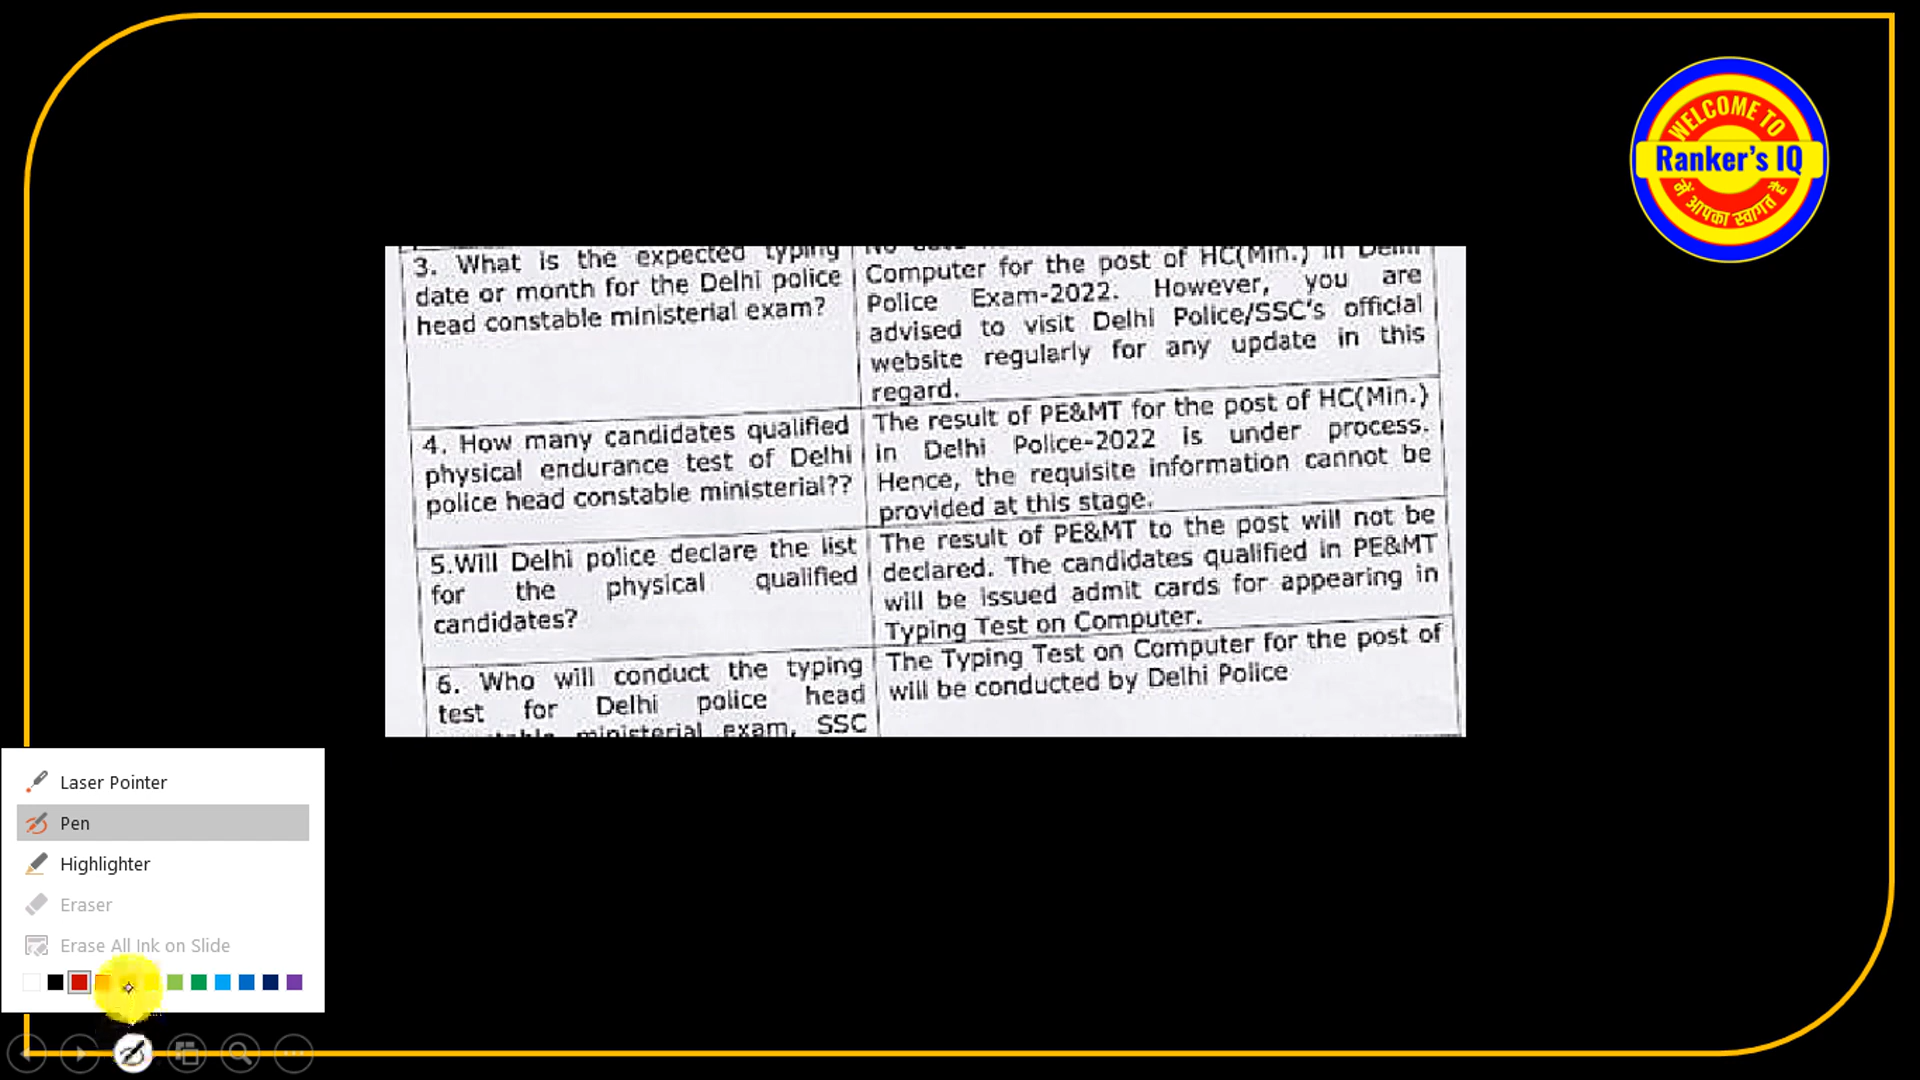 WELCOME TO
Ranker's IQ
में आपका स्वागत है
3. What is the expected typing
date or month for the Delhi police
head constable ministerial exam?
Computer for the post of HC(Min.) in Delhi
Police Exam-2022. However, you are
advised to visit Delhi Police/SSC's official
website regularly for any update in this
regard.
4. How many candidates qualified
physical endurance test of Delhi
police head constable ministerial??
The result of PE&MT for the post of HC(Min.)
in Delhi Police-2022 is under process.
Hence, the requisite information cannot be
provided at this stage.
5.Will Delhi police declare the list
for the physical qualified
candidates?
The result of PE&MT to the post will not be
declared. The candidates qualified in PE&MT
will be issued admit cards for appearing in
Typing Test on Computer.
6. Who will conduct the typing
test for Delhi police head
ministerial exam, SSC
The Typing Test on Computer for the post of
will be conducted by Delhi Police
Laser Pointer
Pen
Highlighter
Eraser
Erase All Ink on Slide